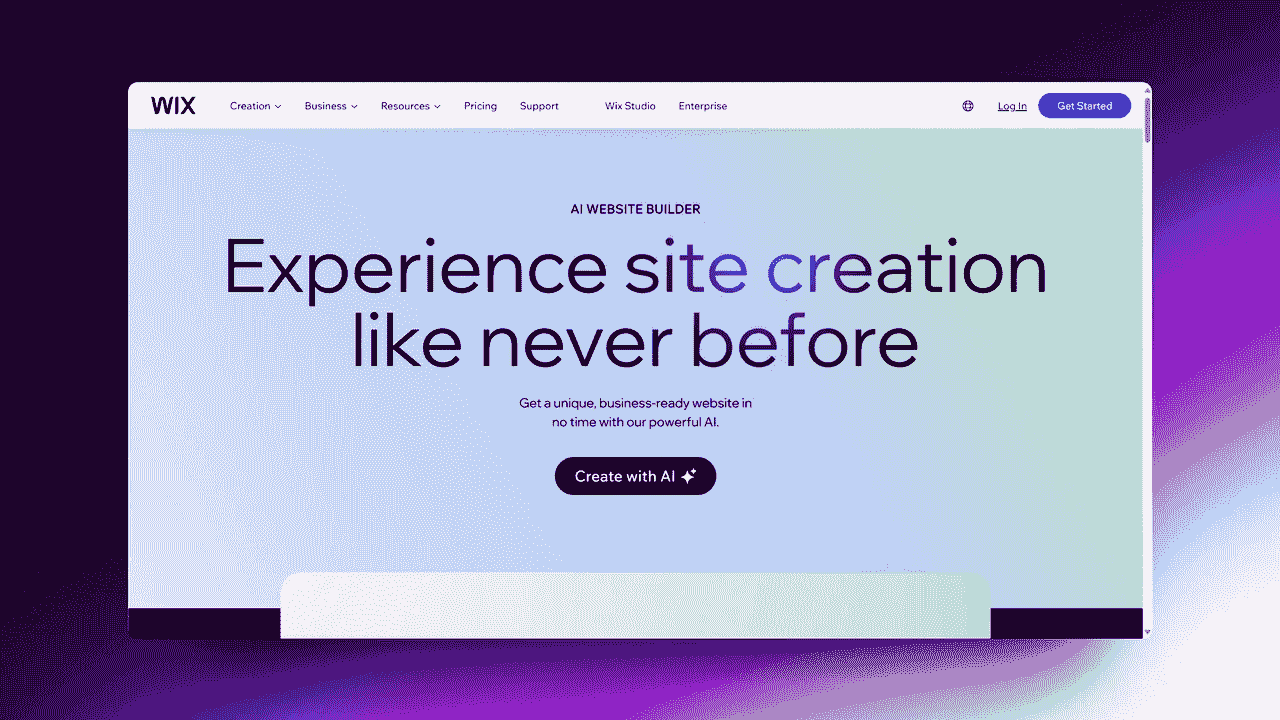 WIX
Creation
Business
Resources
Pricing
Support
Wix Studio
Enterprise
Log In
Get Started
AI WEBSITE BUILDER
Experience site creation
like never before
Get a unique, business-ready website in
no time with our powerful AI.
Create with AI